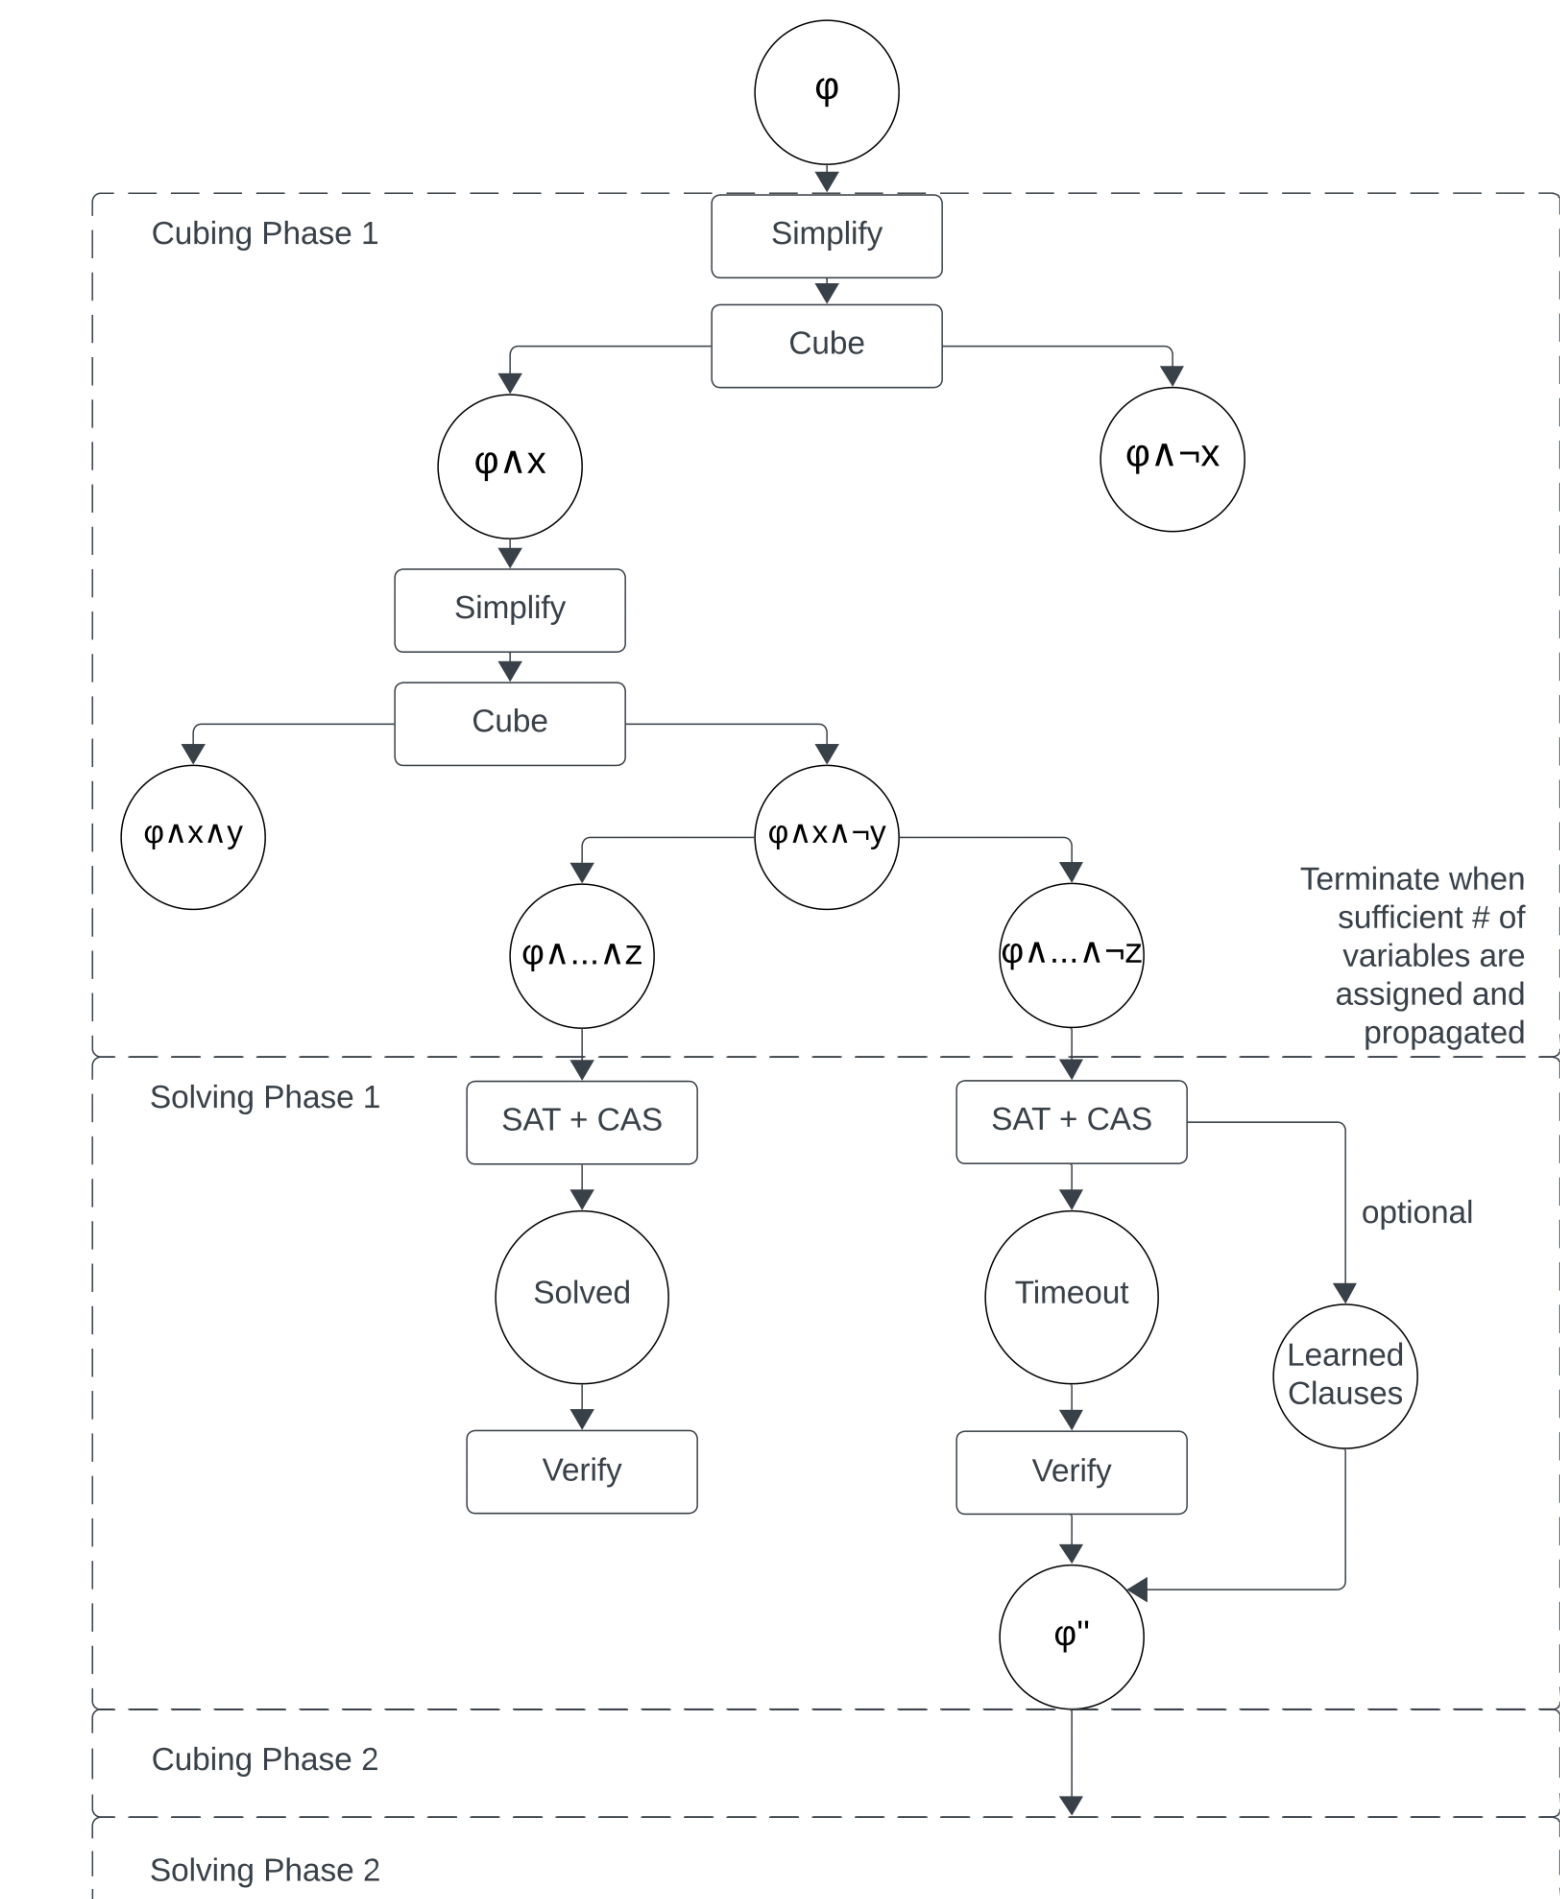 φ
Cubing Phase 1
Simplify
Cube
φ∧x
φ∧¬x
Simplify
Cube
φ∧x∧y
φ∧x∧¬y
φ∧...∧z
φ∧...∧¬z
Terminate when
sufficient # of
variables are
assigned and
propagated
Solving Phase 1
SAT + CAS
SAT + CAS
optional
Solved
Timeout
Learned
Clauses
Verify
Verify
φ"
Cubing Phase 2
Solving Phase 2